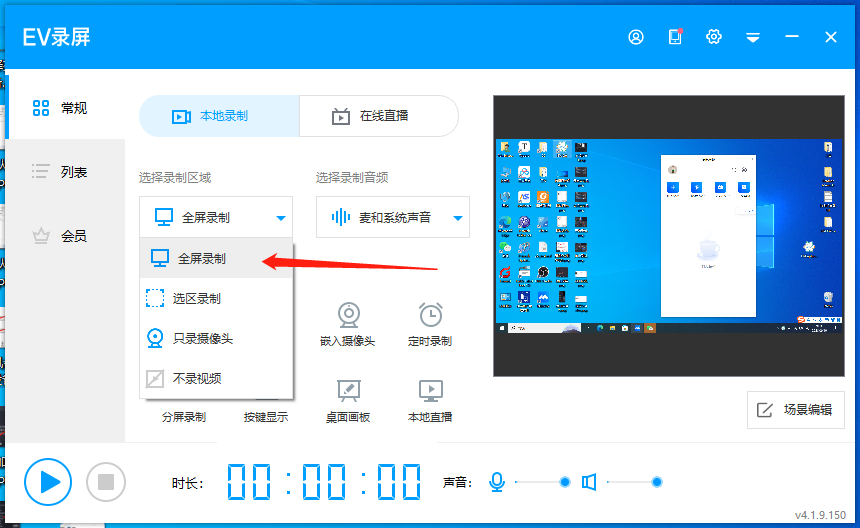 EV录屏
常规
列表
会员
本地录制
在线直播
选择录制区域
选择录制音频
全屏录制
麦和系统声音
全屏录制
选区录制
只录摄像头
不录视频
嵌入摄像头
定时录制
分屏录制
按键显示
桌面画板
本地直播
场景编辑
时长:
00:00:00
声音:
v4.1.9.150